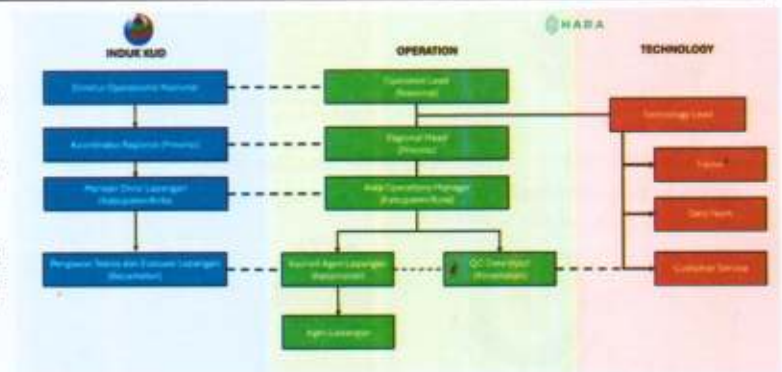 HARA
INDUK KUD
OPERATION
TECHNOLOGY
Direktur Operasional Nasional
Operation Lead
(Nasional)
Technology Lead
Koordinator Regional (Provinsi)
Regional Head
(Provinsi)
Manajer Divisi Lapangan
(Kabupaten/Kota)
Area Operations Manager
(Kabupaten/Kota)
Data Team
Pengawas Teknis dan Evaluasi Lapangan
(Kecamatan)
Agen Lapangan
(Kecamatan)
QC Data Input
(Kecamatan)
Customer Service
Agen Lapangan